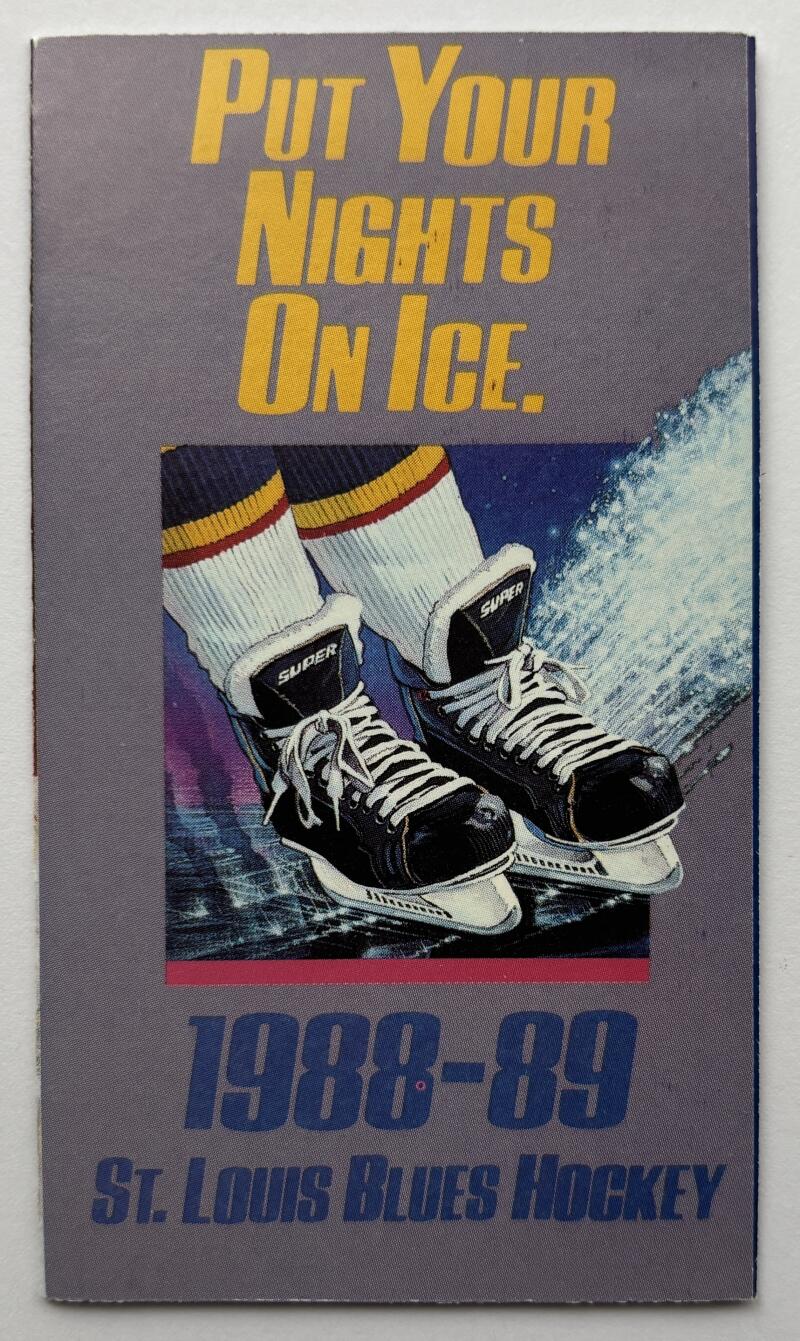 PUT YOUR
NIGHTS
ON ICE.
SUPER
SUPER
1988-89
ST. LOUIS BLUES HOCKEY